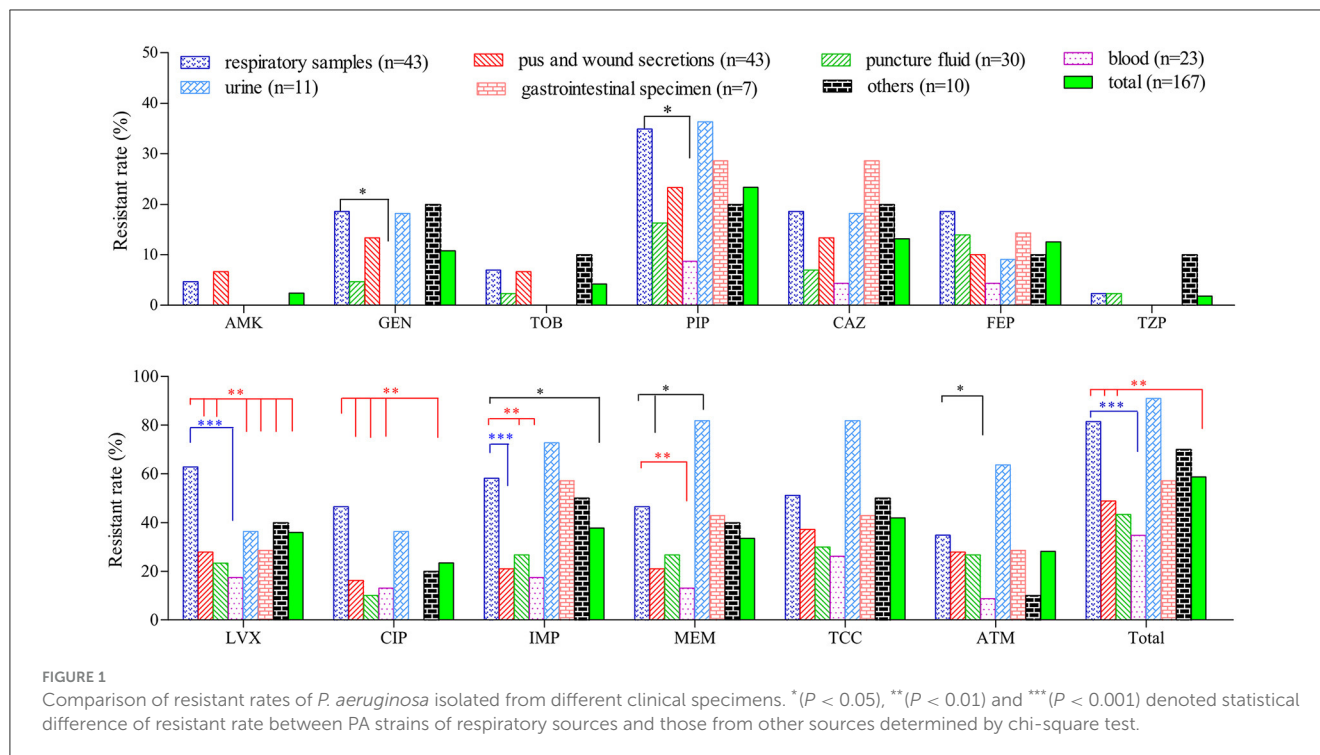 50
40
30
20
10
0
Resistant rate (%)
respiratory samples (n=43)
pus and wound secretions (n=43)
puncture fluid (n=30)
blood (n=23)
urine (n=11)
gastrointestinal specimen (n=7)
others (n=10)
total (n=167)
*
*
AMK
GEN
TOB
PIP
CAZ
FEP
TZP
100
80
60
40
20
0
Resistant rate (%)
**
***
**
*
**
***
*
**
*
**
***
LVX
CIP
IMP
MEM
TCC
ATM
Total
FIGURE 1
Comparison of resistant rates of P. aeruginosa isolated from different clinical specimens. *(P < 0.05), **(P < 0.01) and ***(P < 0.001) denoted statistical
difference of resistant rate between PA strains of respiratory sources and those from other sources determined by chi-square test.